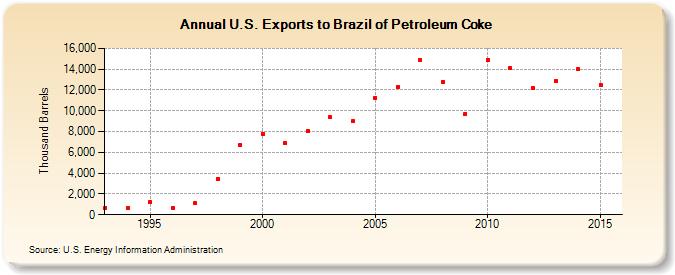 Annual U.S. Exports to Brazil of Petroleum Coke
Thousand Barrels
16,000
14,000
12,000
10,000
8,000
6,000
4,000
2,000
0
1995 2000 2005 2010 2015
Source: U.S. Energy Information Administration